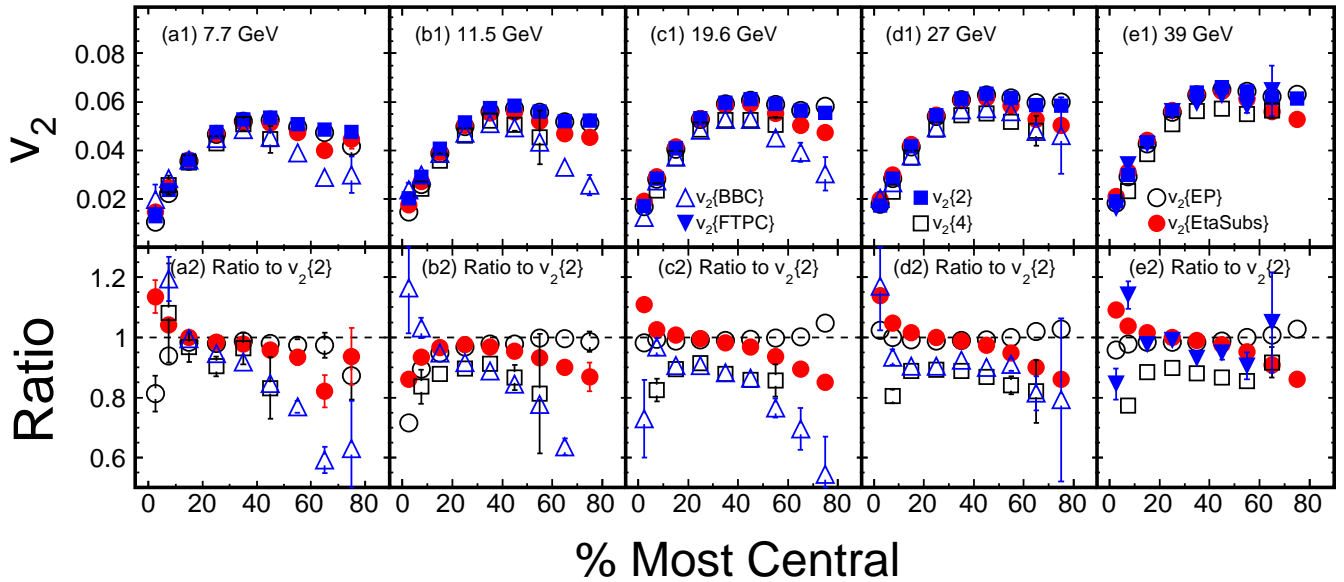 (a1) 7.7 GeV
(b1) 11.5 GeV
(c1) 19.6 GeV
(d1) 27 GeV
(e1) 39 GeV
0.08
0.06
0.04
0.02
v2
v2{BBC}
v2{2}
v2{EP}
v2{FTPC}
v2{4}
v2{EtaSubs}
(a2) Ratio to v2{2}
(b2) Ratio to v2{2}
(c2) Ratio to v2{2}
(d2) Ratio to v2{2}
(e2) Ratio to v2{2}
1.2
1
0.8
0.6
Ratio
0 20 40 60 80
0 20 40 60 80
0 20 40 60 80
0 20 40 60 80
0 20 40 60 80
% Most Central